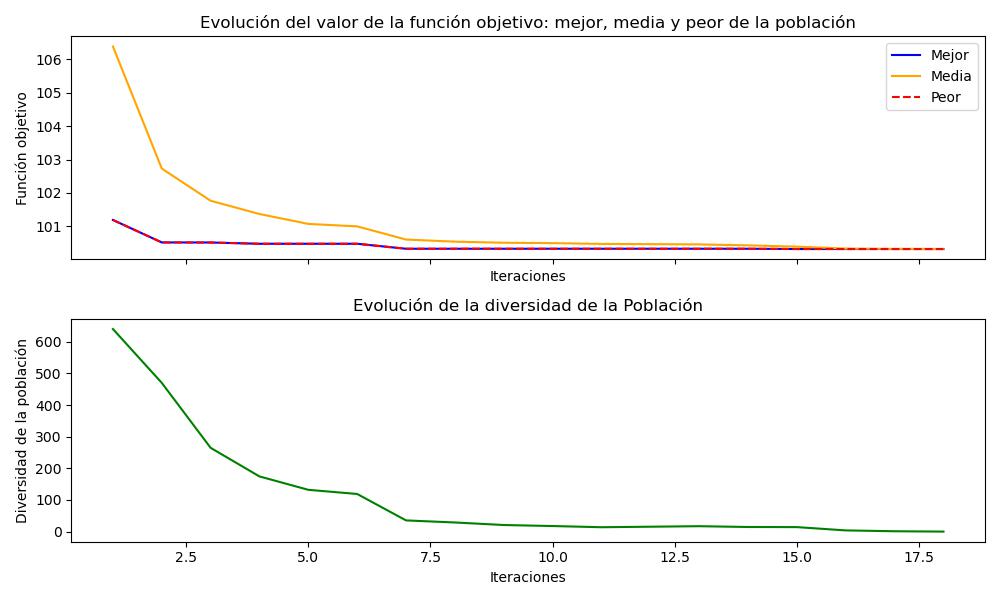 Evolución del valor de la función objetivo: mejor, media y peor de la población
Función objetivo
106
105
104
103
102
101
Mejor
Media
Peor
Iteraciones
Evolución de la diversidad de la Población
Diversidad de la población
600
500
400
300
200
100
0
2.5
5.0
7.5
10.0
12.5
15.0
17.5
Iteraciones